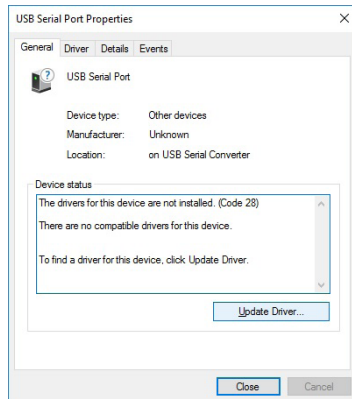 USB Serial Port Properties
General Driver Details Events
USB Serial Port
Device type: Other devices
Manufacturer: Unknown
Location: on USB Serial Converter
Device status
The drivers for this device are not installed. (Code 28)
There are no compatible drivers for this device.
To find a driver for this device, click Update Driver.
Update Driver...
Close Cancel